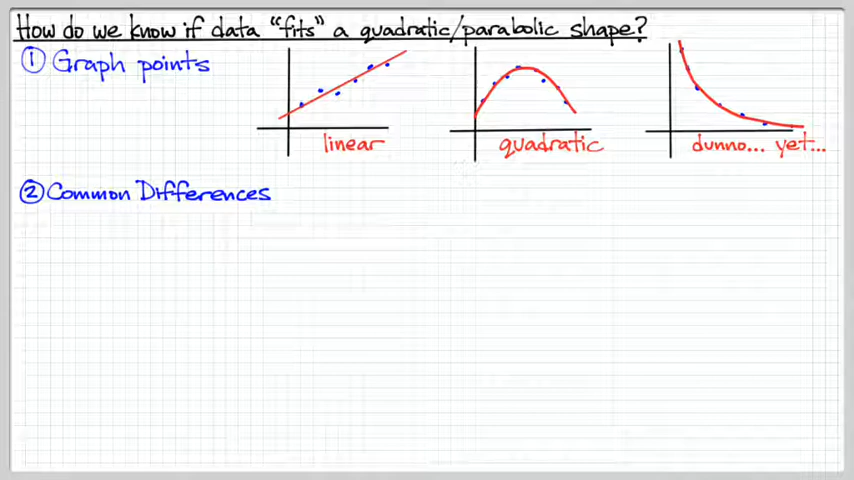 How do we know if data "fits" a quadratic/parabolic shape?
① Graph points
linear
quadratic
dunno... yet...
② Common Differences